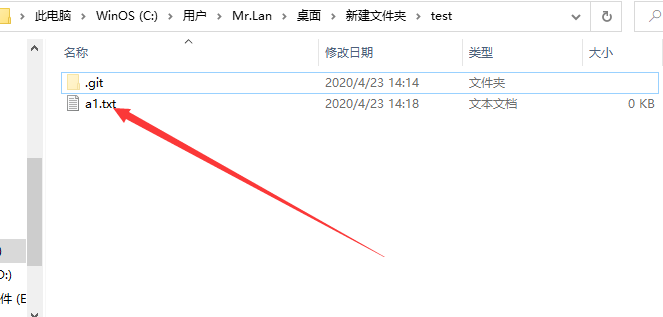 此电脑 > WinOS (C:) > 用户 > Mr.Lan > 桌面 > 新建文件夹 > test
名称 修改日期 类型 大小
.git 2020/4/23 14:14 文件夹
a1.txt 2020/4/23 14:18 文本文档 0 KB
)
D:)
件 (E